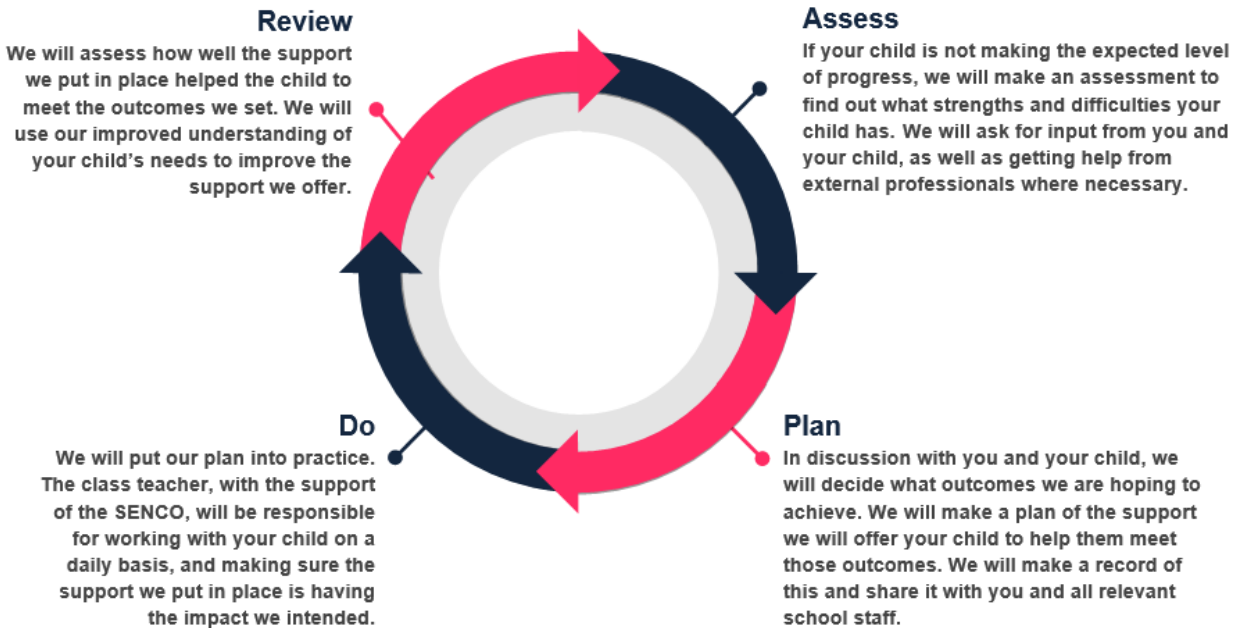 Review
We will assess how well the support
we put in place helped the child to
meet the outcomes we set. We will
use our improved understanding of
your child's needs to improve the
support we offer.
Assess
If your child is not making the expected level
of progress, we will make an assessment to
find out what strengths and difficulties your
child has. We will ask for input from you and
your child, as well as getting help from
external professionals where necessary.
Do
We will put our plan into practice.
The class teacher, with the support
of the SENCO, will be responsible
for working with your child on a
daily basis, and making sure the
support we put in place is having
the impact we intended.
Plan
In discussion with you and your child, we
will decide what outcomes we are hoping to
achieve. We will make a plan of the support
we will offer your child to help them meet
those outcomes. We will make a record of
this and share it with you and all relevant
school staff.